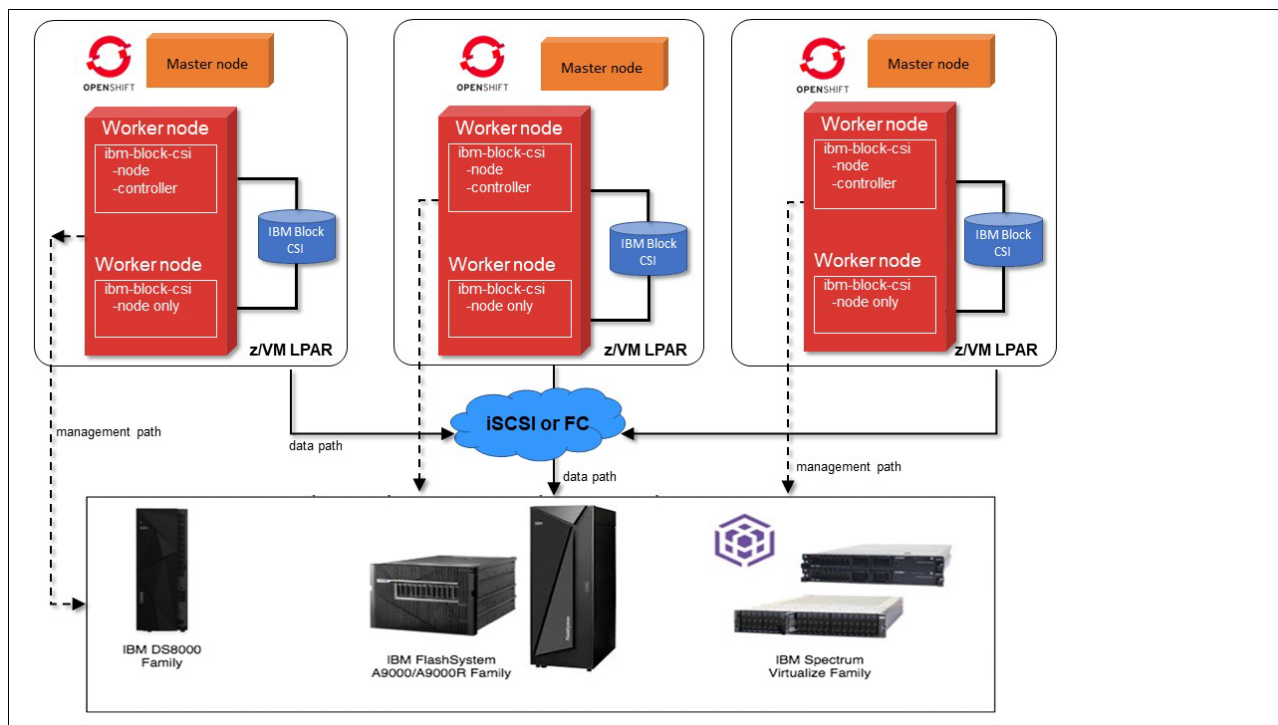 OPENSHIFT
Master node
Worker node
ibm-block-csi
-node
-controller
IBM Block
CSI
Worker node
ibm-block-csi
-node only
z/VM LPAR
OPENSHIFT
Master node
Worker node
ibm-block-csi
-node
-controller
IBM Block
CSI
Worker node
ibm-block-csi
-node only
z/VM LPAR
OPENSHIFT
Master node
Worker node
ibm-block-csi
-node
-controller
IBM Block
CSI
Worker node
ibm-block-csi
-node only
z/VM LPAR
management path
data path
iSCSI or FC
data path
management path
IBM DS8000
Family
IBM FlashSystem
A9000/A9000R Family
IBM Spectrum
Virtualize Family